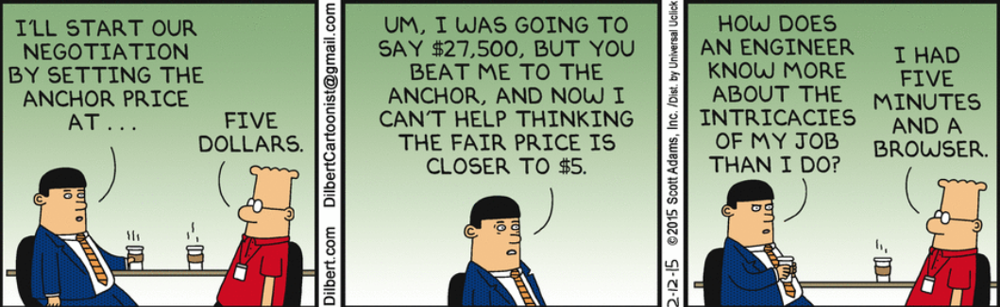 I'LL START OUR
NEGOTIATION
BY SETTING THE
ANCHOR PRICE
AT . . .
FIVE
DOLLARS.
Dilbert.com DilbertCartoonist@gmail.com
UM, I WAS GOING TO
SAY $27,500, BUT YOU
BEAT ME TO THE
ANCHOR, AND NOW I
CAN'T HELP THINKING
THE FAIR PRICE IS
CLOSER TO $5.
2-12-15 ©2015 Scott Adams, Inc. /Dist. by Universal Uclick
HOW DOES
AN ENGINEER
KNOW MORE
ABOUT THE
INTRICACIES
OF MY JOB
THAN I DO?
I HAD
FIVE
MINUTES
AND A
BROWSER.